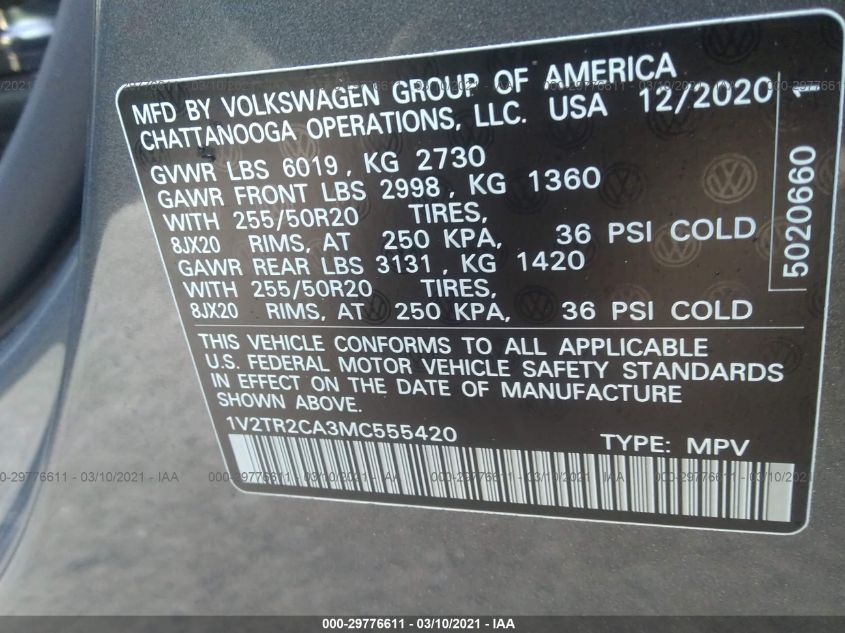 MFD BY VOLKSWAGEN GROUP OF AMERICA
CHATTANOOGA OPERATIONS, LLC. USA 12/2020
GVWR LBS 6019, KG 2730
GAWR FRONT LBS 2998, KG 1360
WITH 255/50R20 TIRES,
8JX20 RIMS, AT 250 KPA, 36 PSI COLD
GAWR REAR LBS 3131, KG 1420
WITH 255/50R20 TIRES,
8JX20 RIMS, AT 250 KPA, 36 PSI COLD
5020660 1
THIS VEHICLE CONFORMS TO ALL APPLICABLE
U.S. FEDERAL MOTOR VEHICLE SAFETY STANDARDS
IN EFFECT ON THE DATE OF MANUFACTURE
SHOWN ABOVE.
1V2TR2CA3MC555420 TYPE: MPV
000-29776611 - 03/10/2021 - IAA